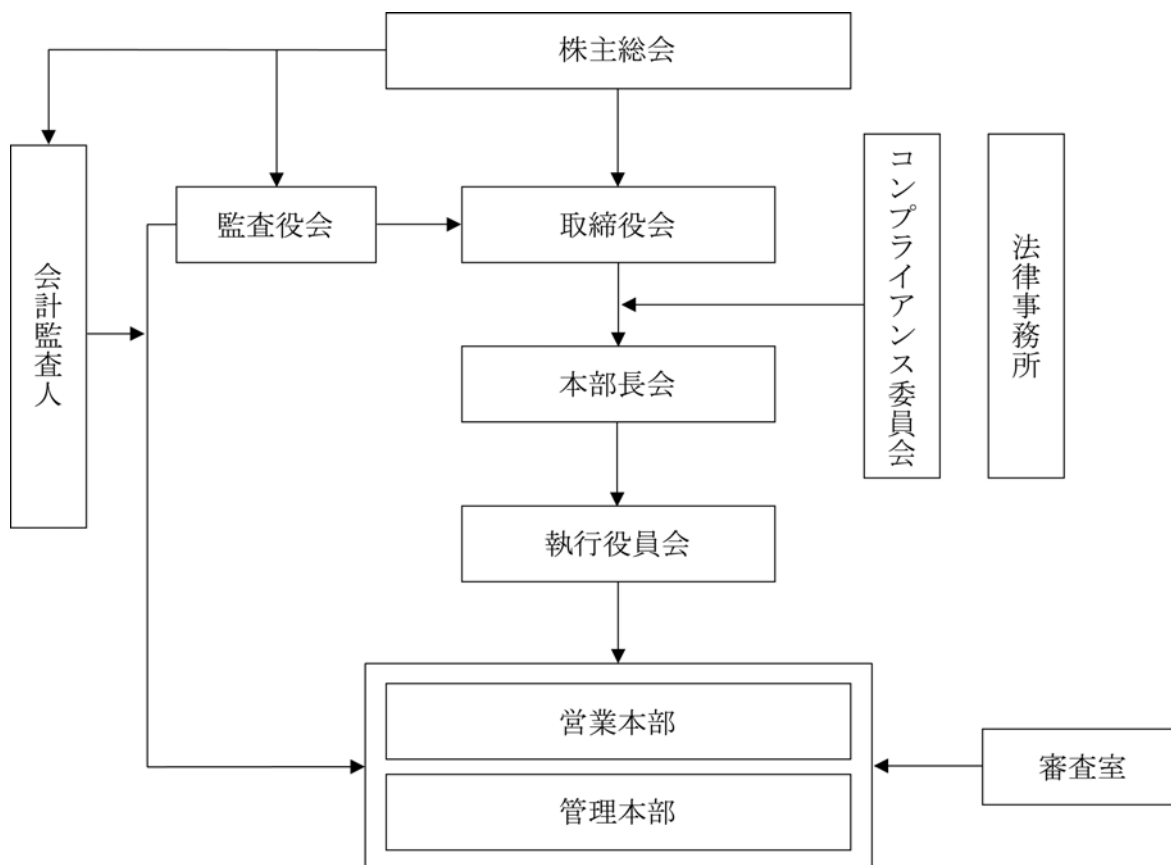 株主総会
会計監査人
監査役会
取締役会
コンプライアンス委員会
法律事務所
本部長会
執行役員会
営業本部
管理本部
審査室